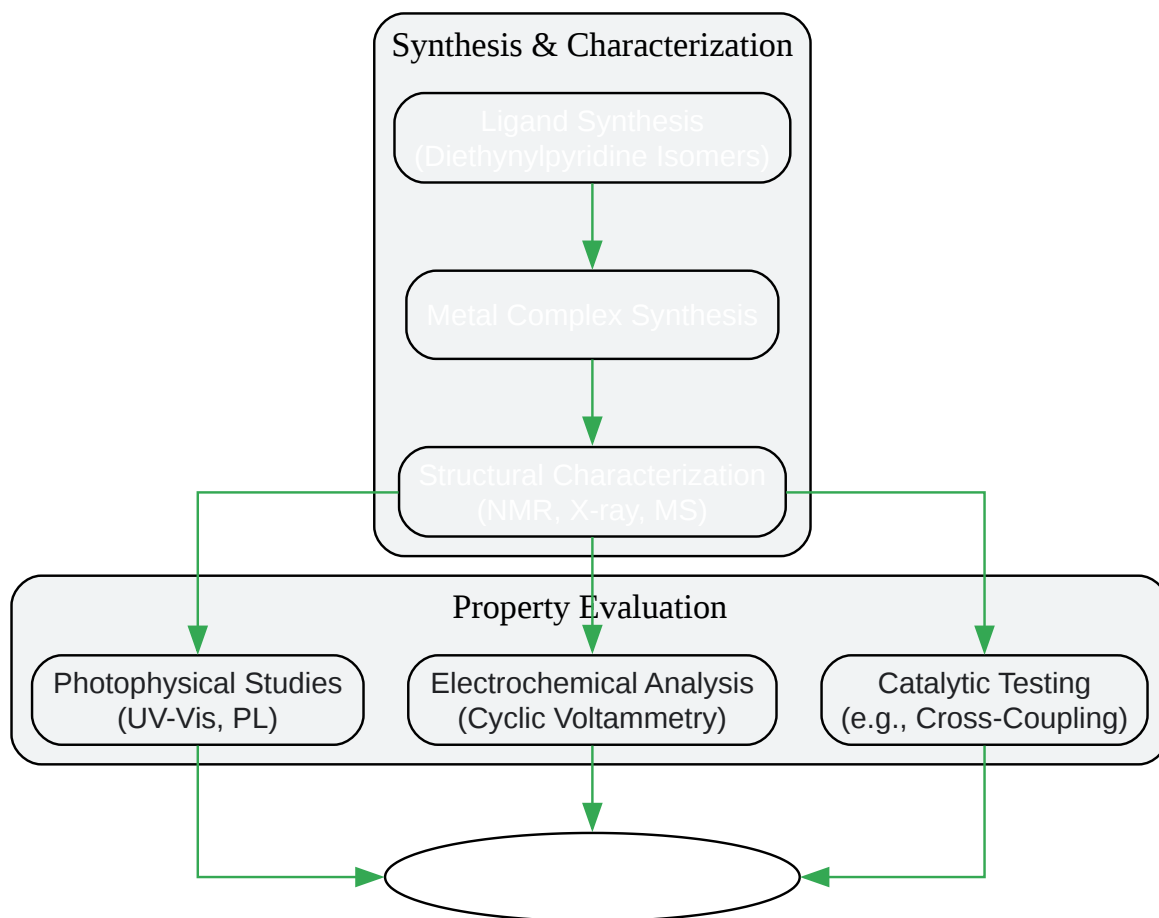 Synthesis & Characterization
Ligand Synthesis
(Diethynylpyridine Isomers)
Metal Complex Synthesis
Structural Characterization
(NMR, X-ray, MS)
Property Evaluation
Photophysical Studies
(UV-Vis, PL)
Electrochemical Analysis
(Cyclic Voltammetry)
Catalytic Testing
(e.g., Cross-Coupling)